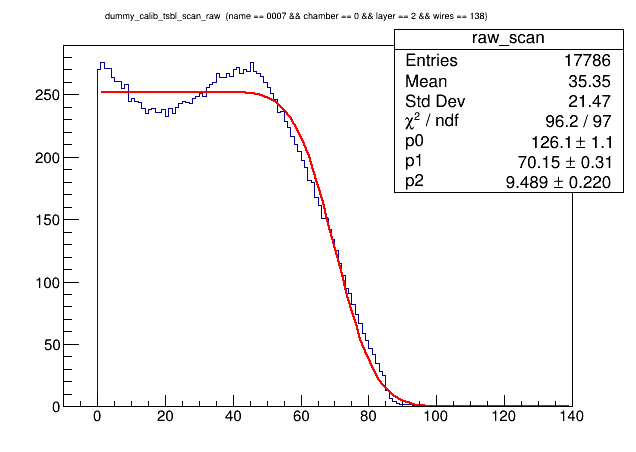 dummy_calib_tsbl_scan_raw (name == 0007 && chamber == 0 && layer == 2 && wires == 138)
raw_scan
Entries 17786
Mean 35.35
Std Dev 21.47
χ² / ndf 96.2 / 97
p0 126.1 ± 1.1
p1 70.15 ± 0.31
p2 9.489 ± 0.220
250
200
150
100
50
0
0 20 40 60 80 100 120 140